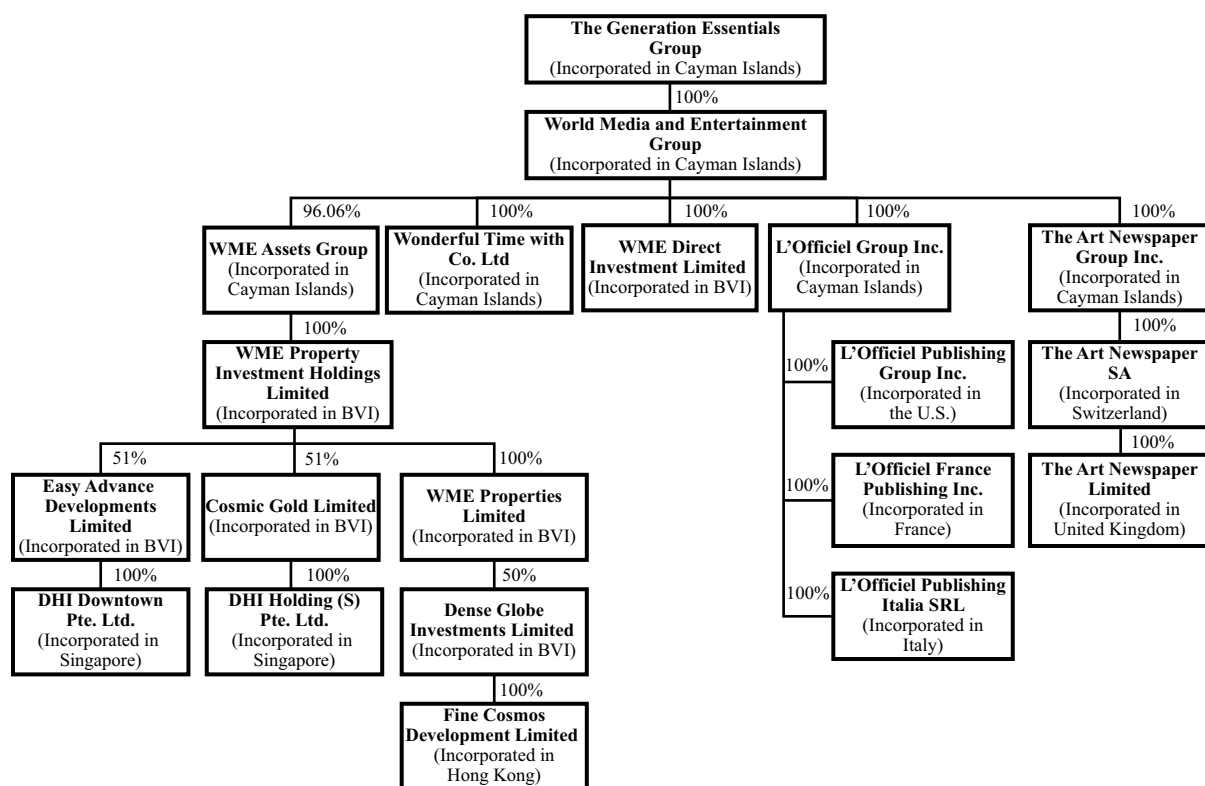 The Generation Essentials
Group
(Incorporated in Cayman Islands)
100%
World Media and Entertainment
Group
(Incorporated in Cayman Islands)
96.06%
100%
100%
100%
100%
WME Assets Group
(Incorporated in
Cayman Islands)
Wonderful Time with
Co. Ltd
(Incorporated in
Cayman Islands)
WME Direct
Investment Limited
(Incorporated in BVI)
L’Officiel Group Inc.
(Incorporated in
Cayman Islands)
The Art Newspaper
Group Inc.
(Incorporated in
Cayman Islands)
100%
WME Property
Investment Holdings
Limited
(Incorporated in BVI)
100%
L’Officiel Publishing
Group Inc.
(Incorporated in
the U.S.)
100%
The Art Newspaper
SA
(Incorporated in
Switzerland)
51%
51%
100%
Easy Advance
Developments
Limited
(Incorporated in BVI)
Cosmic Gold Limited
(Incorporated in BVI)
WME Properties
Limited
(Incorporated in BVI)
100%
L’Officiel France
Publishing Inc.
(Incorporated in
France)
100%
The Art Newspaper
Limited
(Incorporated in
United Kingdom)
100%
100%
50%
DHI Downtown
Pte. Ltd.
(Incorporated in
Singapore)
DHI Holding (S)
Pte. Ltd.
(Incorporated in
Singapore)
Dense Globe
Investments Limited
(Incorporated in BVI)
100%
L’Officiel Publishing
Italia SRL
(Incorporated in
Italy)
100%
Fine Cosmos
Development Limited
(Incorporated in
Hong Kong)